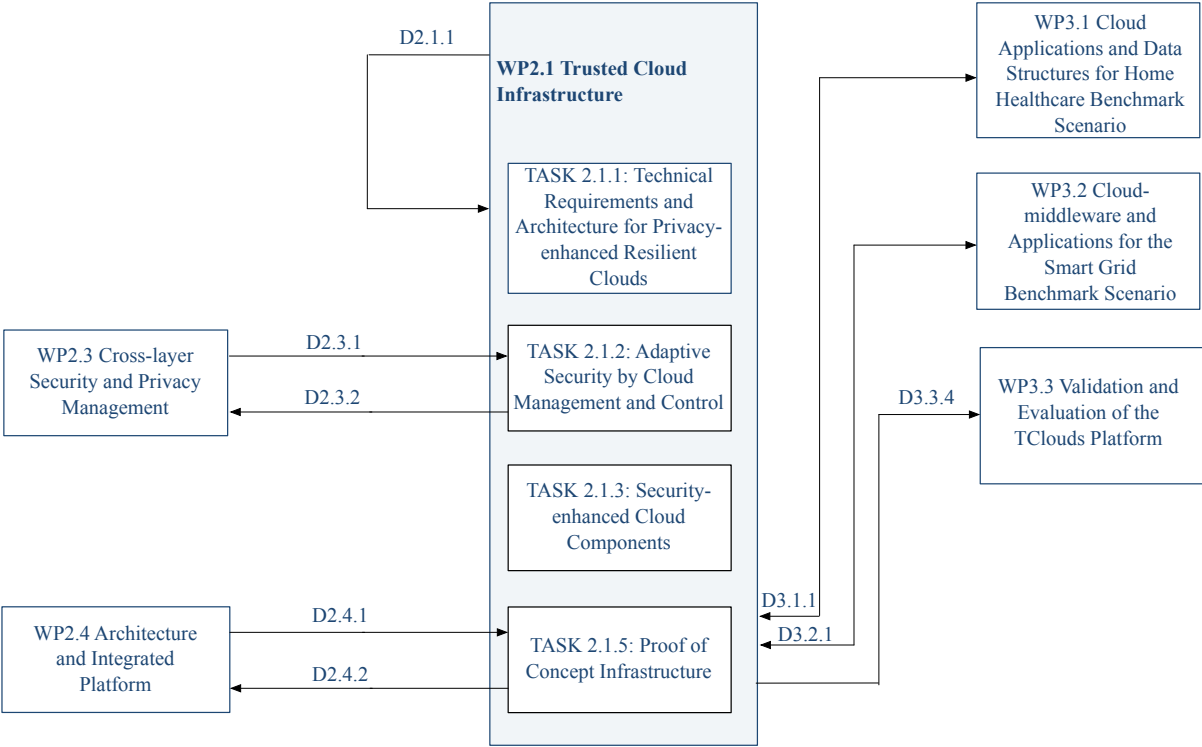 D2.1.1
WP2.1 Trusted Cloud
Infrastructure
TASK 2.1.1: Technical
Requirements and
Architecture for Privacy-
enhanced Resilient
Clouds
WP2.3 Cross-layer
Security and Privacy
Management
D2.3.1
D2.3.2
TASK 2.1.2: Adaptive
Security by Cloud
Management and Control
TASK 2.1.3: Security-
enhanced Cloud
Components
WP2.4 Architecture
and Integrated
Platform
D2.4.1
D2.4.2
TASK 2.1.5: Proof of
Concept Infrastructure
D3.1.1
D3.2.1
D3.3.4
WP3.1 Cloud
Applications and Data
Structures for Home
Healthcare Benchmark
Scenario
WP3.2 Cloud-
middleware and
Applications for the
Smart Grid
Benchmark Scenario
WP3.3 Validation and
Evaluation of the
TClouds Platform